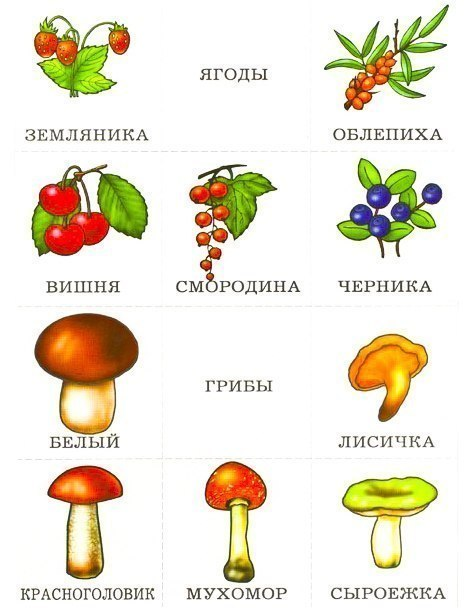 ЯГОДЫ
ЗЕМЛЯНИКА
ОБЛЕПИХА
ВИШНЯ
СМОРОДИНА
ЧЕРНИКА
ГРИБЫ
БЕЛЫЙ
ЛИСИЧКА
КРАСНОГОЛОВИК
МУХОМОР
СЫРОЕЖКА